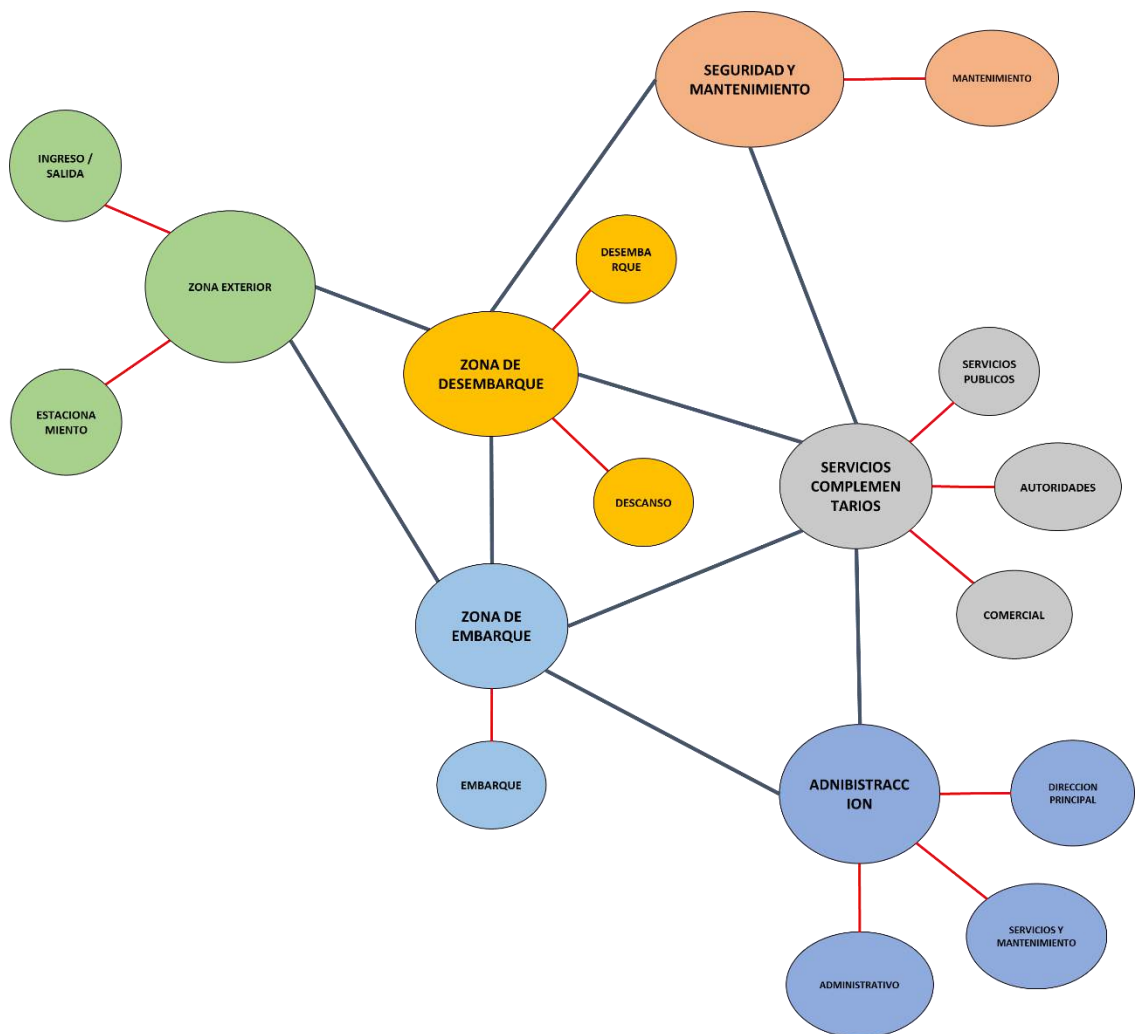 SEGURIDAD Y
MANTENIMIENTO
MANTENIMIENTO
INGRESO /
SALIDA
ZONA EXTERIOR
ESTACIONA
MIENTO
DESEMBA
RQUE
ZONA DE
DESEMBARQUE
DESCANSO
SERVICIOS
PUBLICOS
SERVICIOS
COMPLEMEN
TARIOS
AUTORIDADES
COMERCIAL
ZONA DE
EMBARQUE
EMBARQUE
ADNIBISTRACC
ION
DIRECCION
PRINCIPAL
SERVICIOS Y
MANTENIMIENTO
ADMINISTRATIVO